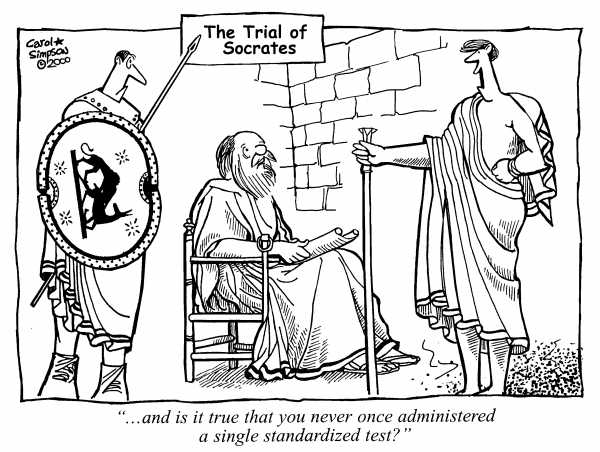 Carol★
Simpson
©2000
The Trial of
Socrates
“...and is it true that you never once administered
a single standardized test?”